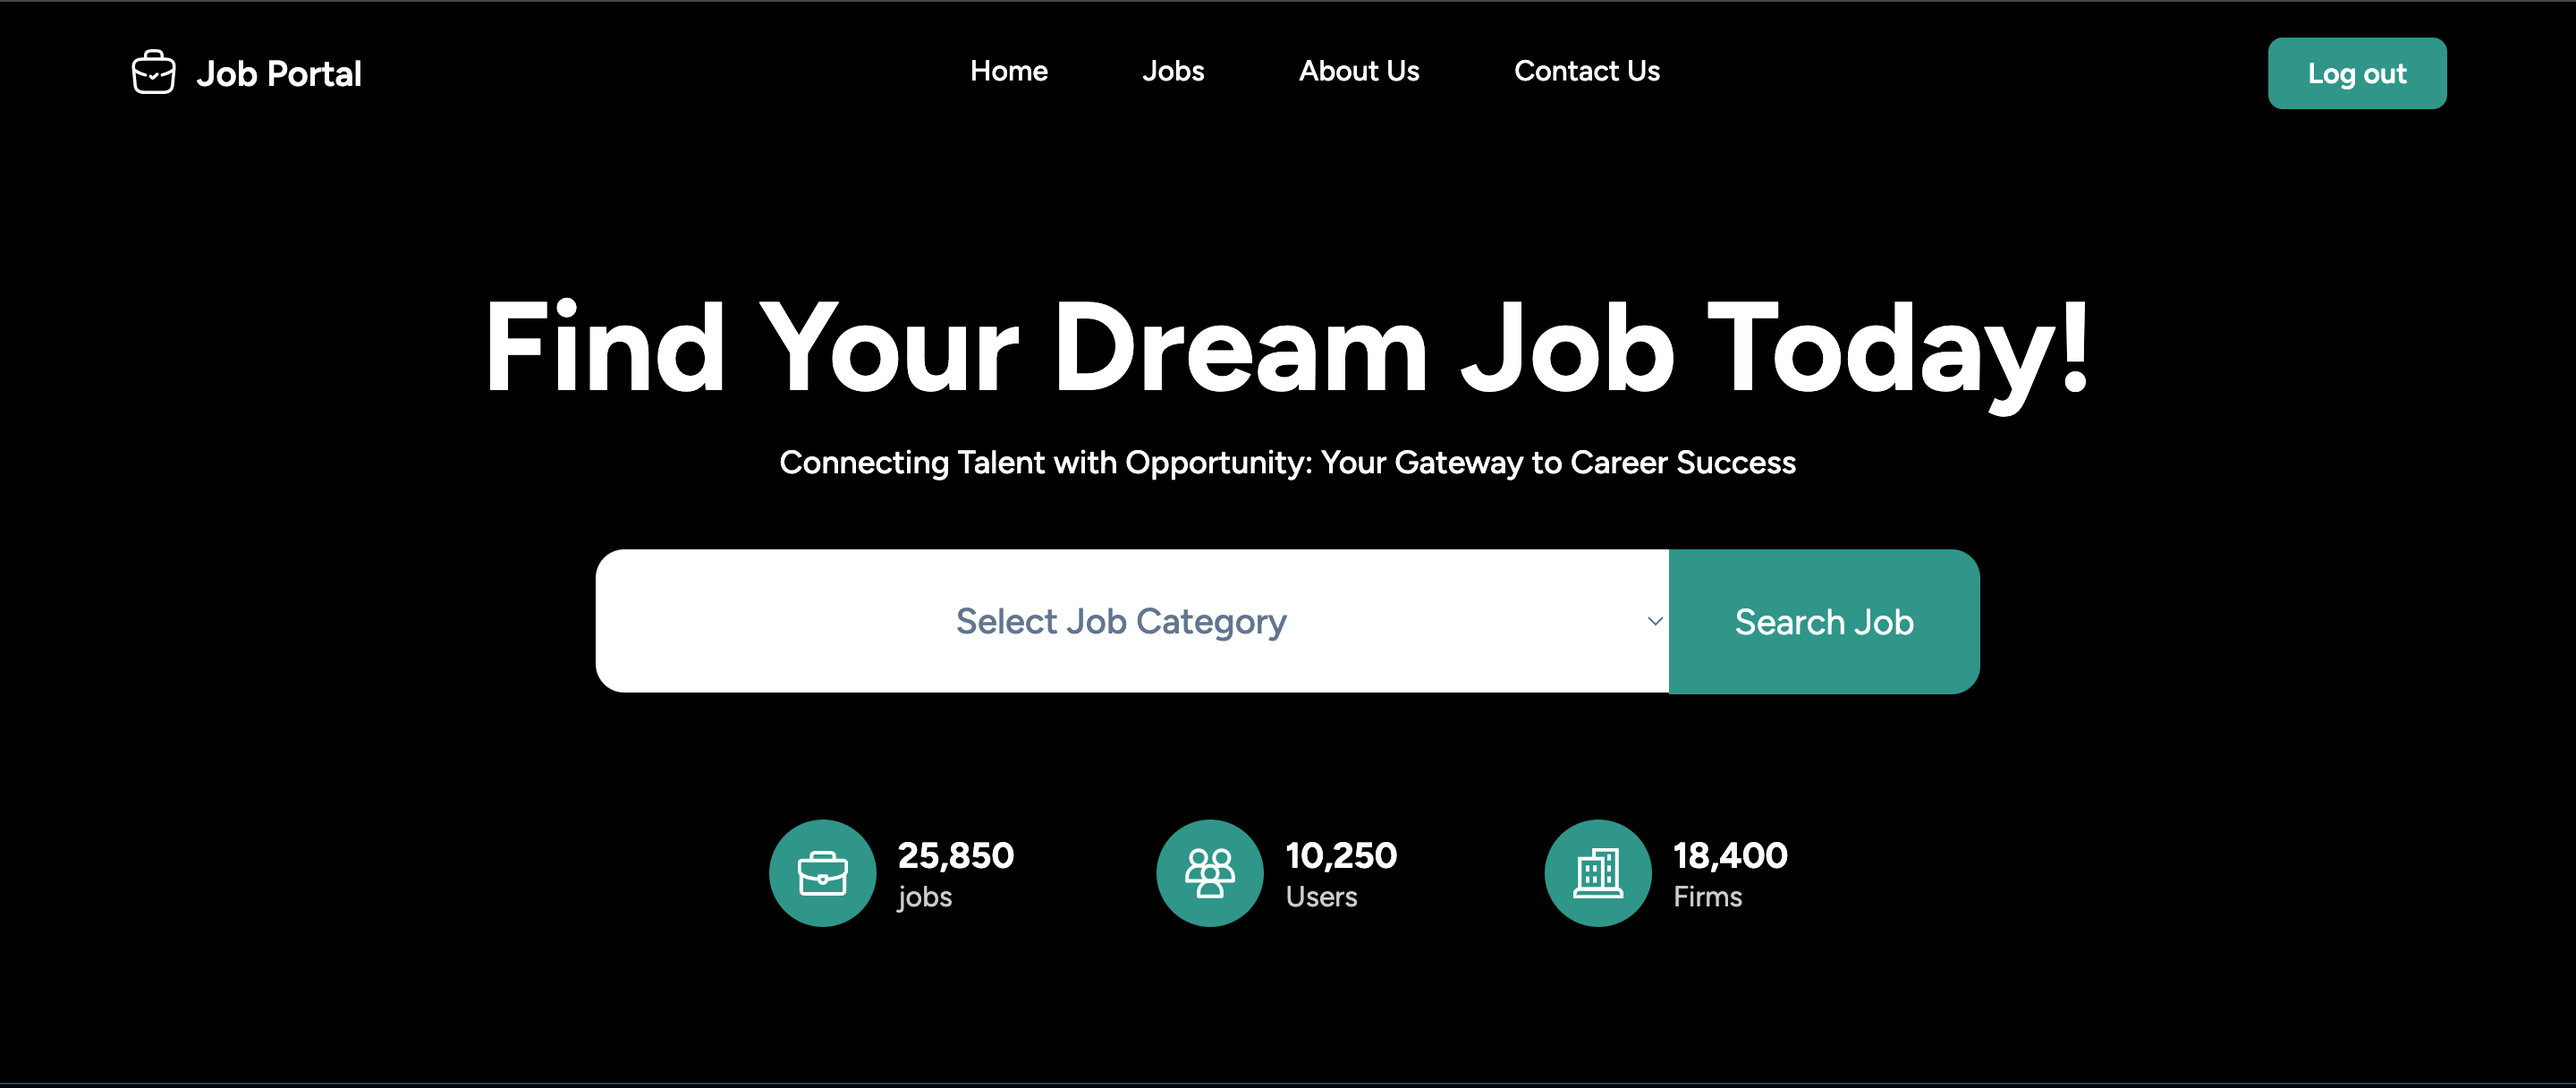 Job Portal
Home
Jobs
About Us
Contact Us
Log out
Find Your Dream Job Today!
Connecting Talent with Opportunity: Your Gateway to Career Success
Select Job Category
Search Job
25,850
jobs
10,250
Users
18,400
Firms